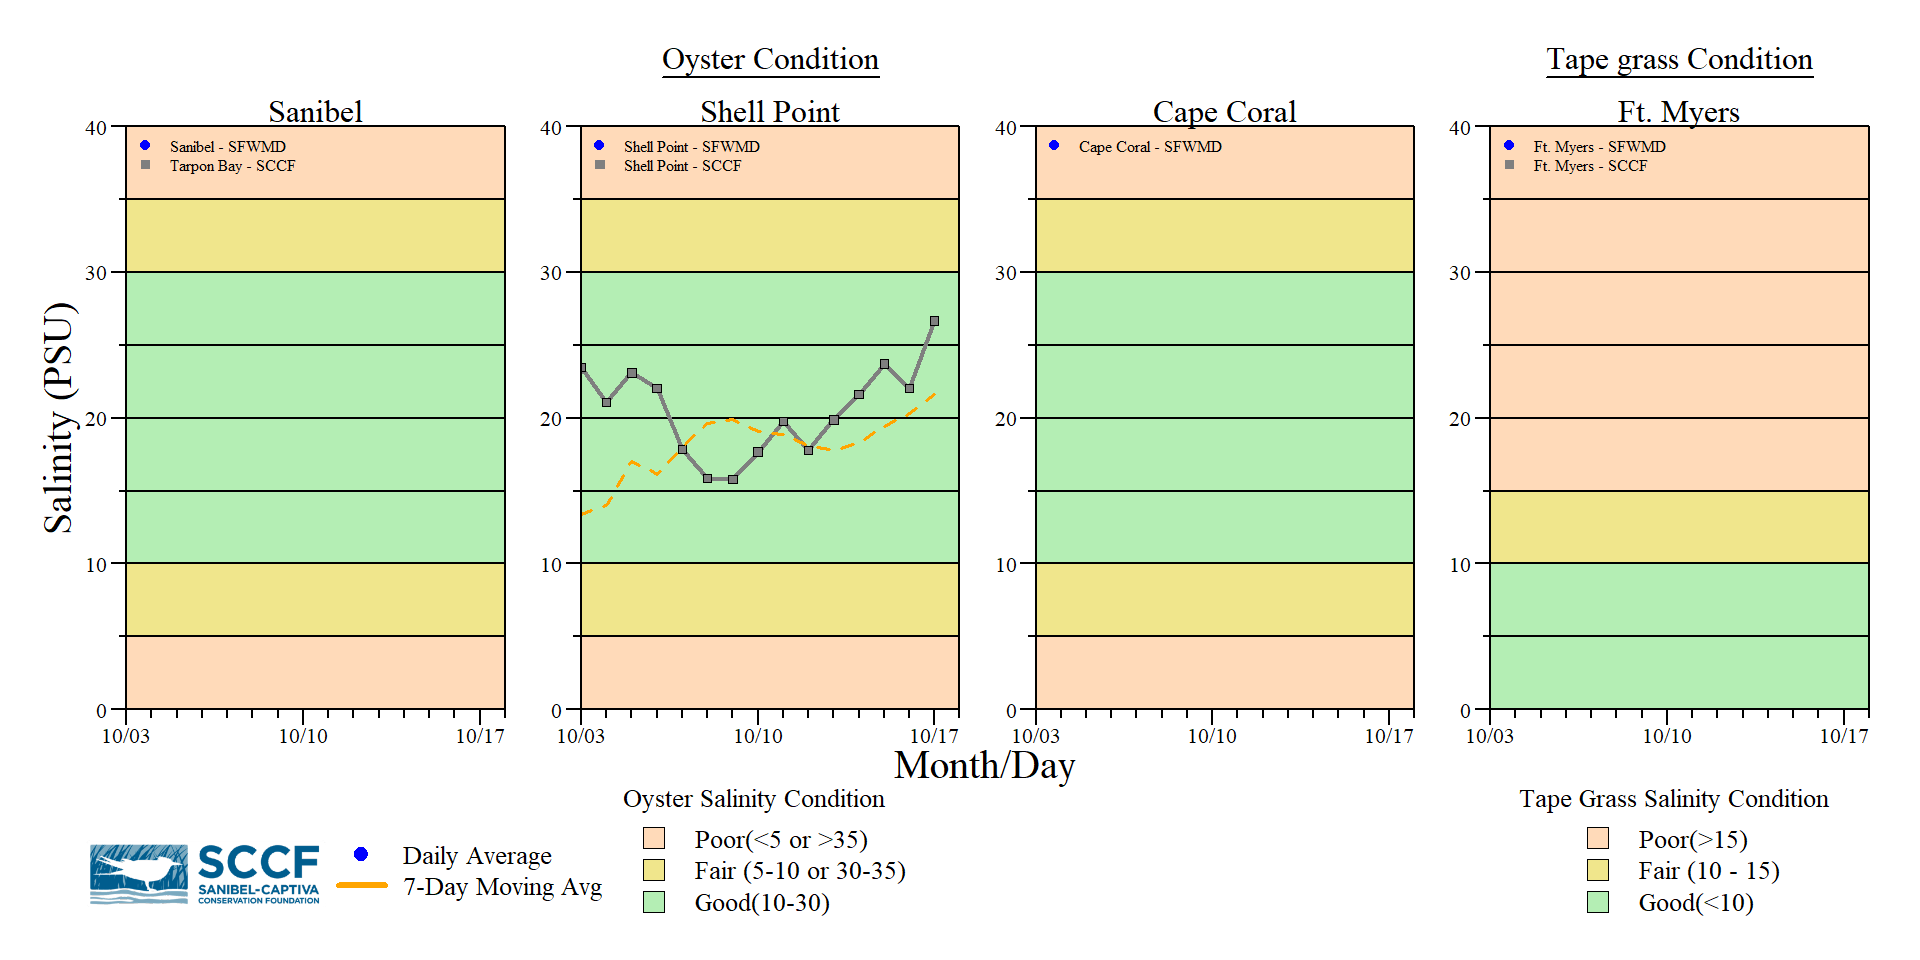 Oyster Condition
Tape grass Condition
Sanibel
Shell Point
Cape Coral
Ft. Myers
Salinity (PSU)
40
30
20
10
0
Sanibel - SFWMD
Tarpon Bay - SCCF
10/03
10/10
10/17
40
30
20
10
0
Shell Point - SFWMD
Shell Point - SCCF
10/03
10/10
10/17
40
30
20
10
0
Cape Coral - SFWMD
10/03
10/10
10/17
40
30
20
10
0
Ft. Myers - SFWMD
Ft. Myers - SCCF
10/03
10/10
10/17
Month/Day
SCCF
SANIBEL-CAPTIVA
CONSERVATION FOUNDATION
Daily Average
7-Day Moving Avg
Oyster Salinity Condition
Poor(<5 or >35)
Fair (5-10 or 30-35)
Good(10-30)
Tape Grass Salinity Condition
Poor(>15)
Fair (10 - 15)
Good(<10)